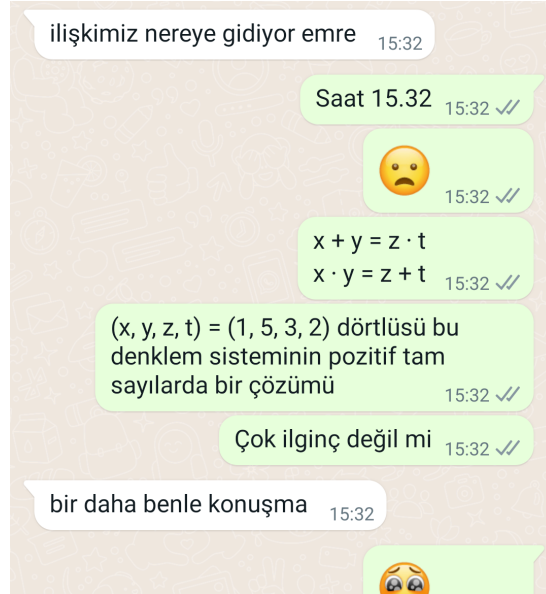 ilişkimiz nereye gidiyor emre 15:32
Saat 15.32 15:32
15:32
x + y = z · t
x · y = z + t 15:32
(x, y, z, t) = (1, 5, 3, 2) dörtlüsü bu
denklem sisteminin pozitif tam
sayılarda bir çözümü 15:32
Çok ilginç değil mi 15:32
bir daha benle konuşma 15:32